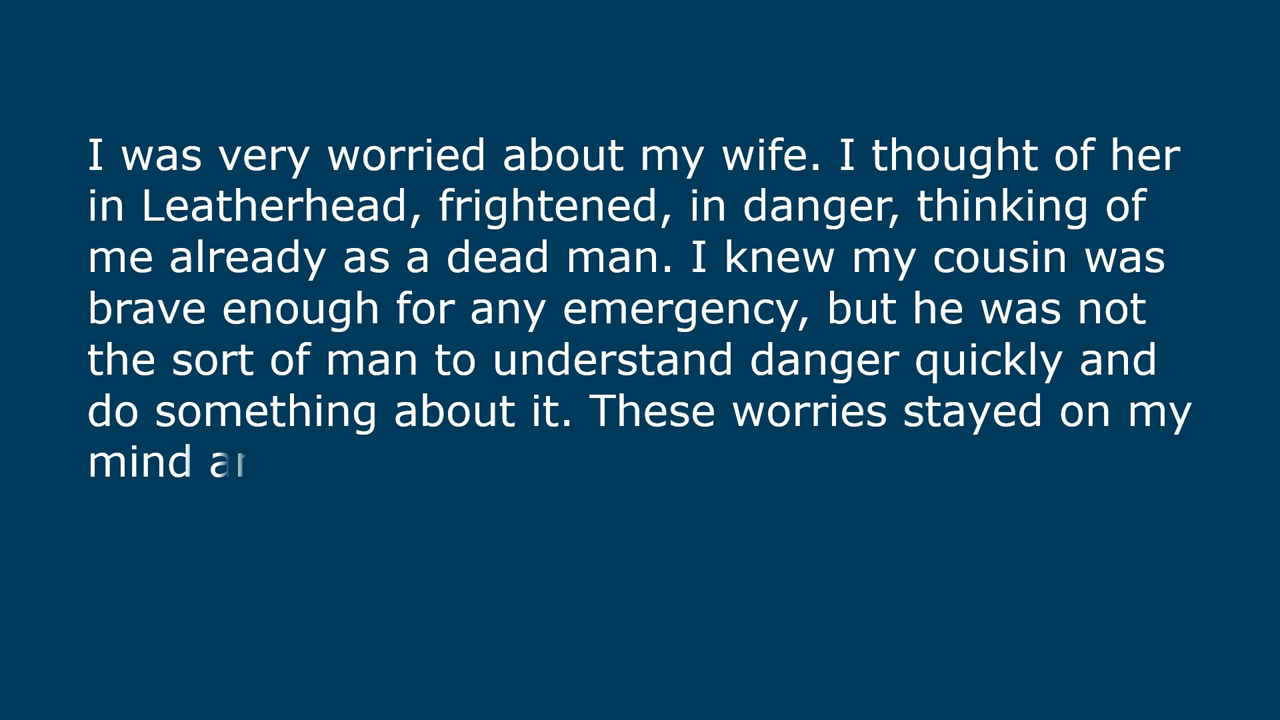 I was very worried about my wife. I thought of her
in Leatherhead, frightened, in danger, thinking of
me already as a dead man. I knew my cousin was
brave enough for any emergency, but he was not
the sort of man to understand danger quickly and
do something about it. These worries stayed on my
mind